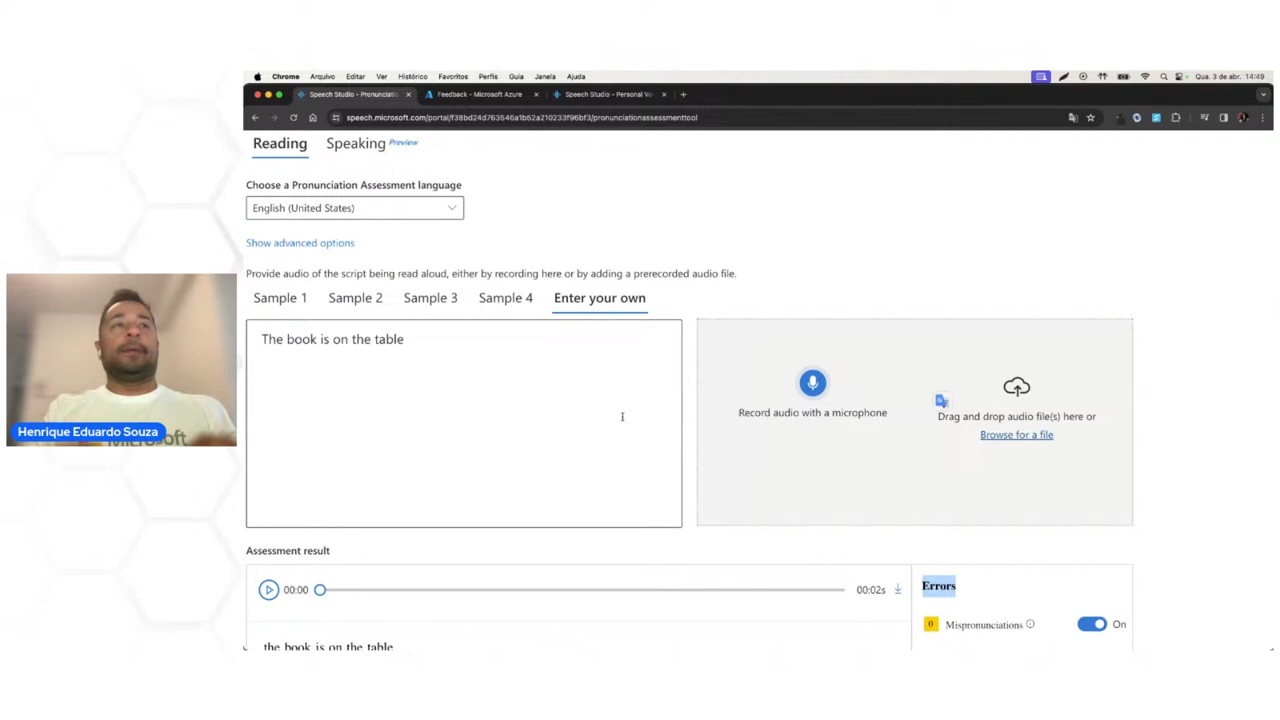 Chrome Arquivo Editar Ver Histórico Favoritos Perfis Guia Janela Ajuda Qua. 3 de abr. 14:49
Speech Studio - Pronunciatio Feedback - Microsoft Azure Speech Studio - Personal Vo
speech.microsoft.com/portal/f38bd24d763546a1b52a210233f96bf3/pronunciationassessmenttool
Reading Speaking Preview
Choose a Pronunciation Assessment language
English (United States)
Show advanced options
Provide audio of the script being read aloud, either by recording here or by adding a prerecorded audio file.
Sample 1 Sample 2 Sample 3 Sample 4 Enter your own
The book is on the table
Record audio with a microphone
Drag and drop audio file(s) here or
Browse for a file
Henrique Eduardo Souza
Assessment result
00:00 00:02s
Errors
0 Mispronunciations On
the book is on the table